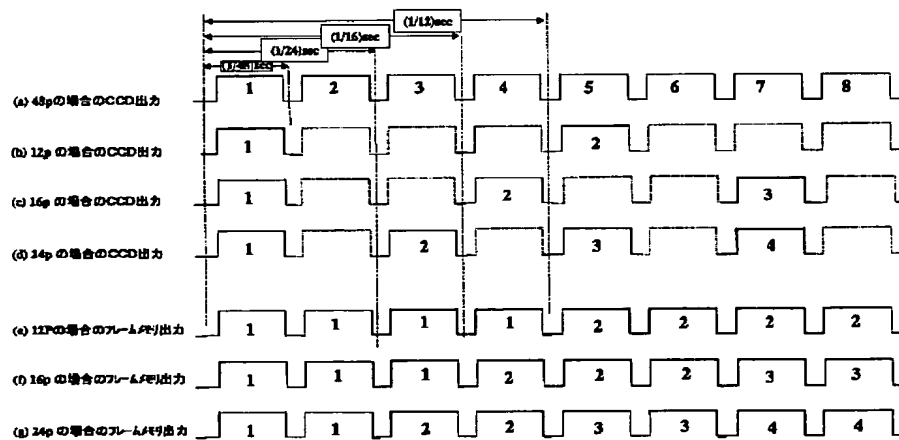 (1/12)sec
(1/16)sec
(1/24)sec
(1/48)sec
(a) 48pの場合のCCD出力 1 2 3 4 5 6 7 8
(b) 12p の場合のCCD出力 1 2
(c) 16p の場合のCCD出力 1 2 3
(d) 24p の場合のCCD出力 1 2 3 4
(e) 12Pの場合のフレームメモリ出力 1 1 1 1 2 2 2 2
(f) 16p の場合のフレームメモリ出力 1 1 1 2 2 2 3 3
(g) 24p の場合のフレームメモリ出力 1 1 2 2 3 3 4 4